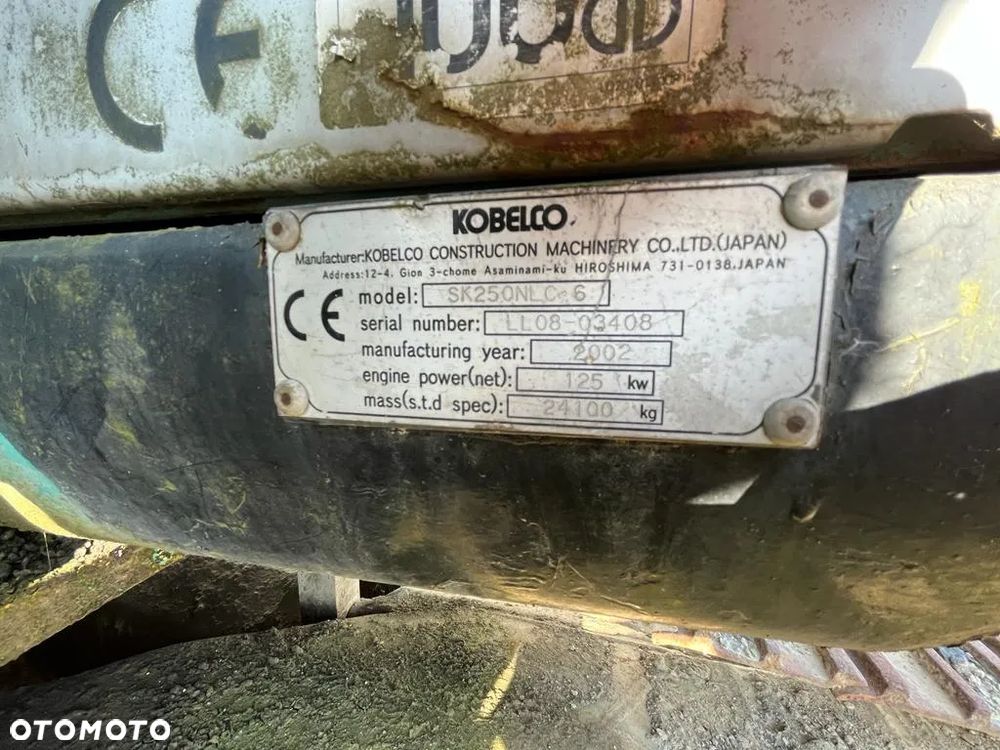 CE
KOBELCO
Manufacturer:KOBELCO CONSTRUCTION MACHINERY CO.,LTD.(JAPAN)
Address:12-4, Gion 3-chome Asaminami-ku HIROSHIMA 731-0138,JAPAN
CE
model: SK250NLC-6
serial number: LL08-03408
manufacturing year: 2002
engine power(net): 125 kw
mass(s.t.d spec): 24100 kg
OTOMOTO